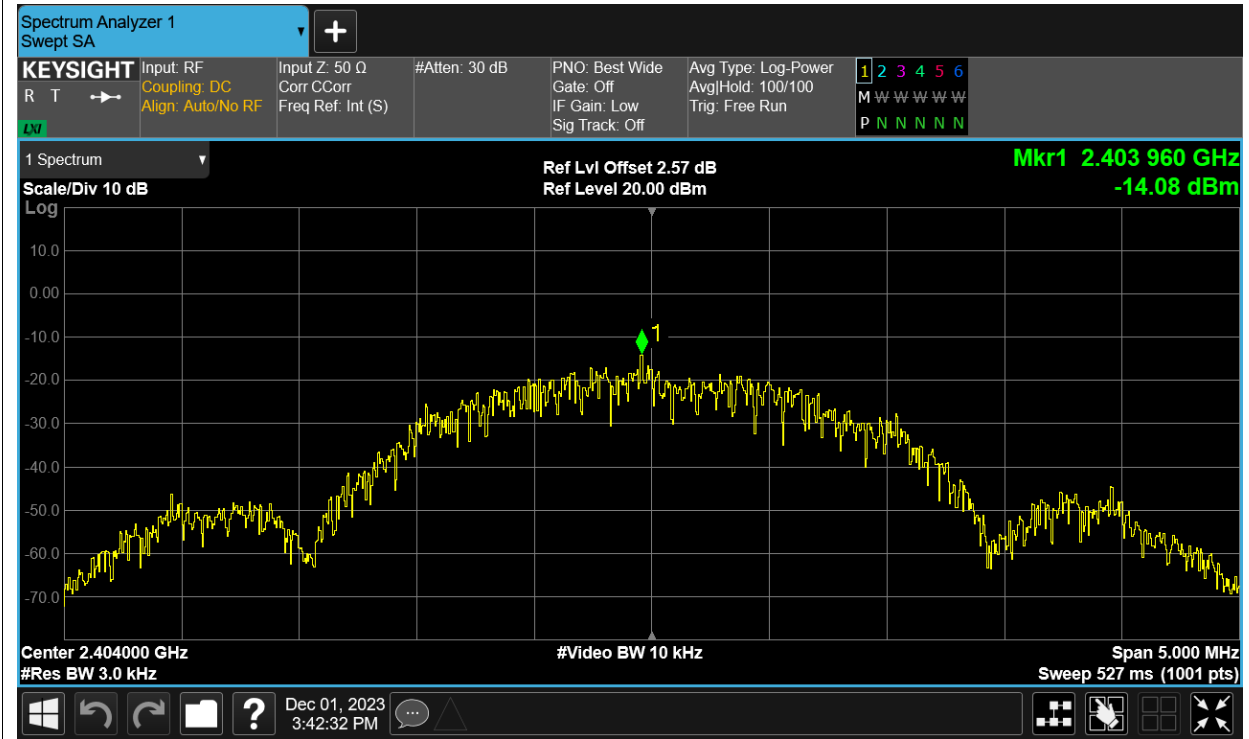 Spectrum Analyzer 1
Swept SA
KEYSIGHT
R T
LXI
Input: RF
Coupling: DC
Align: Auto/No RF
Input Z: 50 Ω
Corr CCorr
Freq Ref: Int (S)
#Atten: 30 dB
PNO: Best Wide
Gate: Off
IF Gain: Low
Sig Track: Off
Avg Type: Log-Power
Avg|Hold: 100/100
Trig: Free Run
1 2 3 4 5 6
M W W W W W
P N N N N N
1 Spectrum
Scale/Div 10 dB
Log
Ref Lvl Offset 2.57 dB
Ref Level 20.00 dBm
Mkr1 2.403 960 GHz
-14.08 dBm
10.0
0.00
-10.0
-20.0
-30.0
-40.0
-50.0
-60.0
-70.0
1
Center 2.404000 GHz
#Res BW 3.0 kHz
#Video BW 10 kHz
Span 5.000 MHz
Sweep 527 ms (1001 pts)
?
Dec 01, 2023
3:42:32 PM